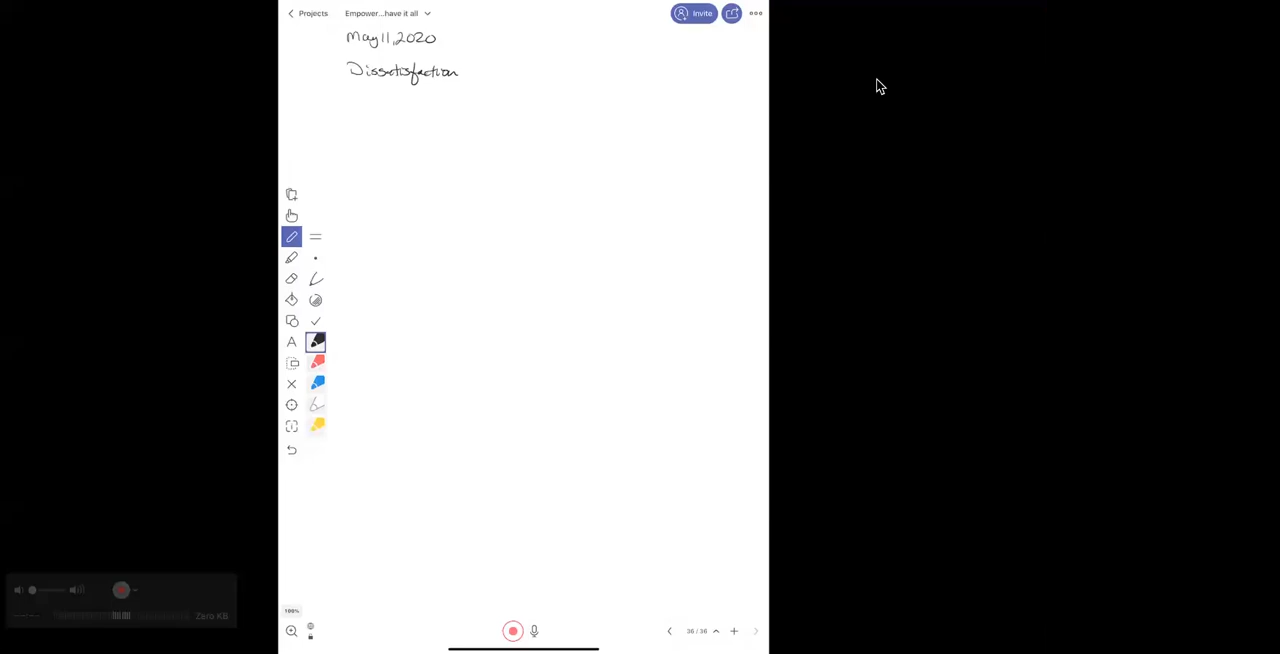 Projects
Empower...have it all
Invite
May 11, 2020
Dissatisfaction
A
100%
36 / 36
Zero KB